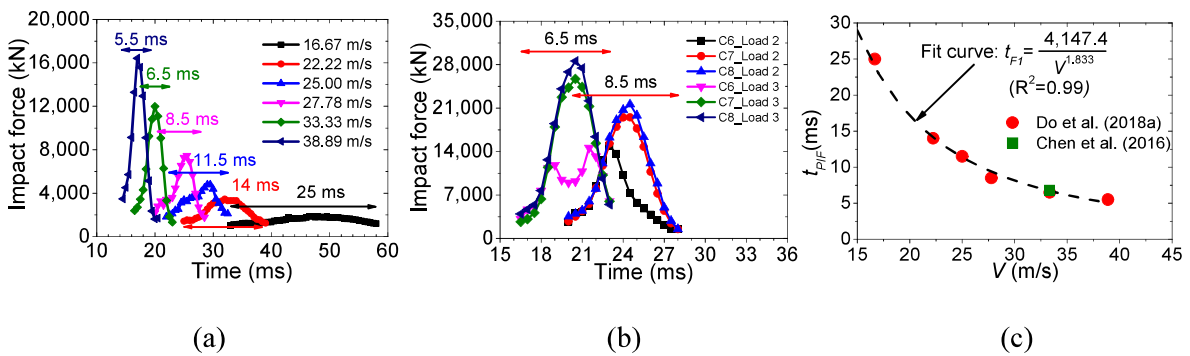 20,000
16,000
12,000
8,000
4,000
0
Impact force (kN)
10 20 30 40 50 60
Time (ms)
5.5 ms
6.5 ms
8.5 ms
11.5 ms
14 ms
25 ms
16.67 m/s
22.22 m/s
25.00 m/s
27.78 m/s
33.33 m/s
38.89 m/s
(a)
35,000
28,000
21,000
14,000
7,000
0
Impact force (kN)
15 18 21 24 27 30 33 36
Time (ms)
6.5 ms
8.5 ms
C6_Load 2
C7_Load 2
C8_Load 2
C6_Load 3
C7_Load 3
C8_Load 3
(b)
30
25
20
15
10
5
0
t_PIF (ms)
15 20 25 30 35 40 45
V (m/s)
Fit curve: t_F1 = 4,147.4 / V^1.833
(R²=0.99)
Do et al. (2018a)
Chen et al. (2016)
(c)